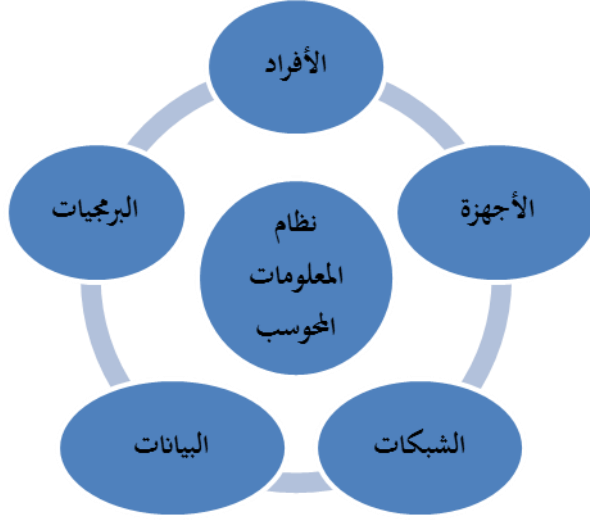 الأفراد
الأجهزة
البرمجيات
نظام
المعلومات
المحوسب
الشبكات
البيانات